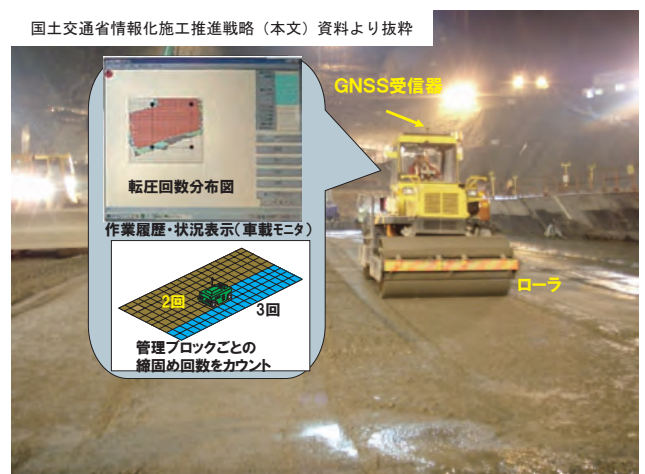 国土交通省情報化施工推進戦略（本文）資料より抜粋
GNSS受信器
転圧回数分布図
作業履歴・状況表示(車載モニタ)
2回
3回
ローラ
管理ブロックごとの
締固め回数をカウント